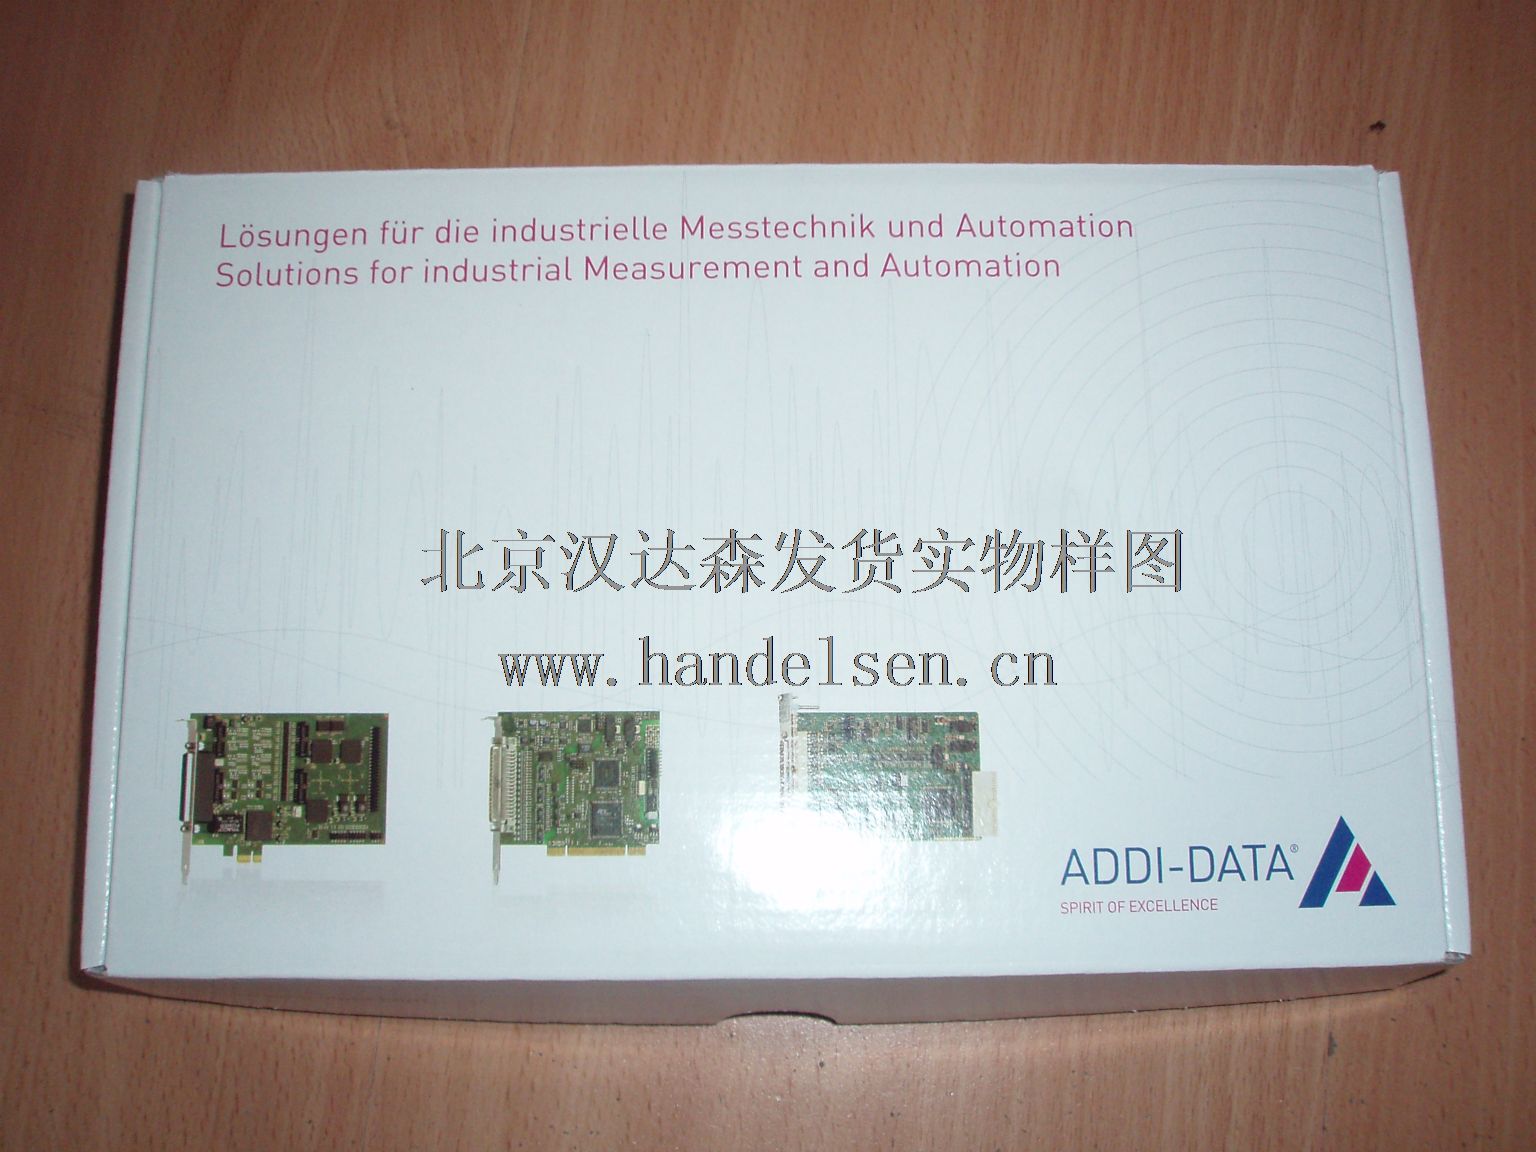 Lösungen für die industrielle Messtechnik und Automation
Solutions for industrial Measurement and Automation
北京汉达森发货实物样图
www.handelsen.cn
ADDI-DATA®
SPIRIT OF EXCELLENCE